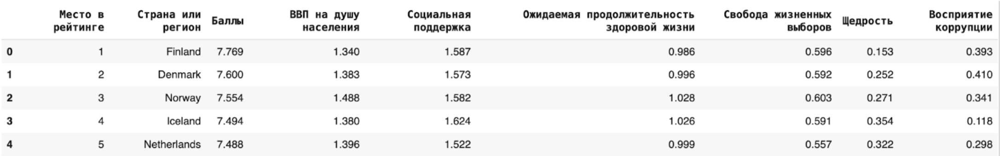 Место в рейтинге Страна или регион Баллы ВВП на душу населения Социальная поддержка Ожидаемая продолжительность здоровой жизни Свобода жизненных выборов Щедрость Восприятие коррупции
0 1 Finland 7.769 1.340 1.587 0.986 0.596 0.153 0.393
1 2 Denmark 7.600 1.383 1.573 0.996 0.592 0.252 0.410
2 3 Norway 7.554 1.488 1.582 1.028 0.603 0.271 0.341
3 4 Iceland 7.494 1.380 1.624 1.026 0.591 0.354 0.118
4 5 Netherlands 7.488 1.396 1.522 0.999 0.557 0.322 0.298